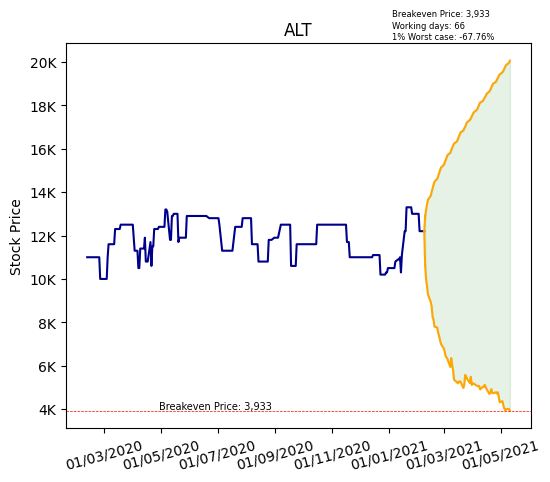 Breakeven Price: 3,933
Working days: 66
1% Worst case: -67.76%
ALT
Stock Price
20K
18K
16K
14K
12K
10K
8K
6K
4K
Breakeven Price: 3,933
01/03/2020
01/05/2020
01/07/2020
01/09/2020
01/11/2020
01/01/2021
01/03/2021
01/05/2021